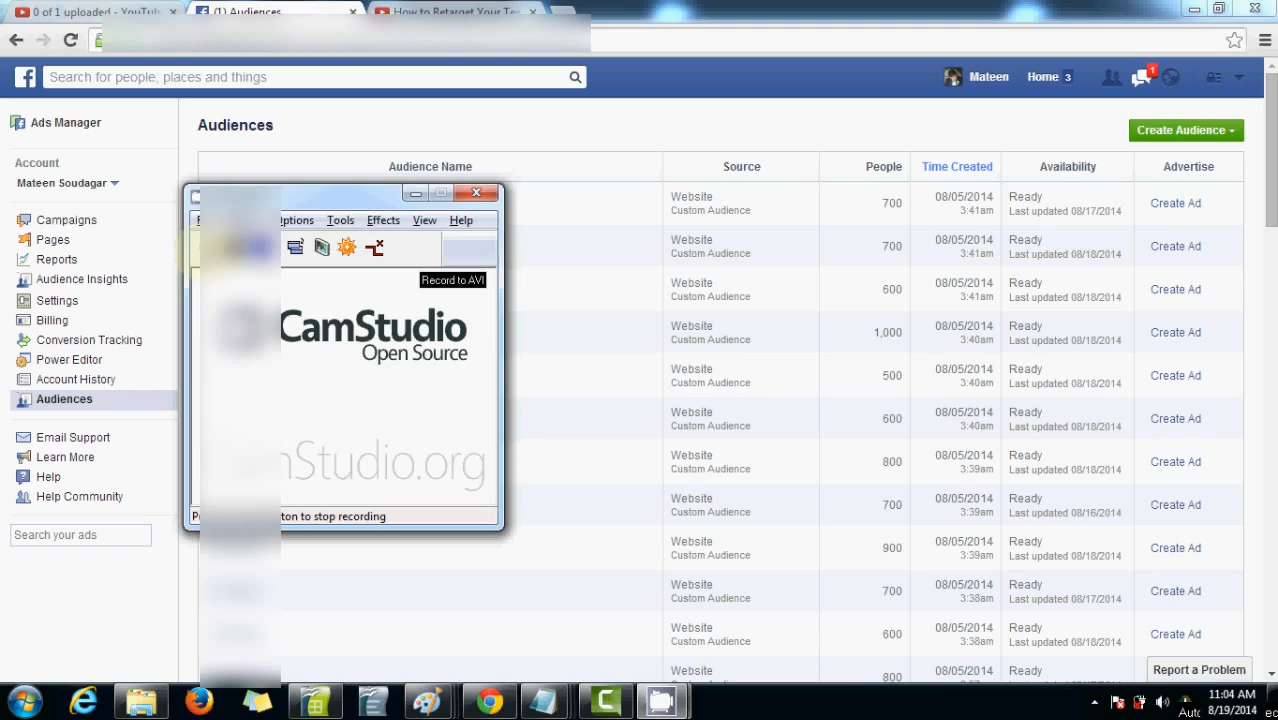 0 of 1 uploaded - YouTub
(1) Audiences
How to Retarget Your Te
Search for people, places and things
Mateen
Home 3
1
Ads Manager
Account
Mateen Soudagar
Campaigns
Pages
Reports
Audience Insights
Settings
Billing
Conversion Tracking
Power Editor
Account History
Audiences
Email Support
Learn More
Help
Help Community
Search your ads
Audiences
Create Audience
Audience Name Source People Time Created Availability Advertise
Website 700 08/05/2014 Ready Create Ad
Custom Audience 3:41am Last updated 08/17/2014
Website 700 08/05/2014 Ready Create Ad
Custom Audience 3:41am Last updated 08/18/2014
Website 600 08/05/2014 Ready Create Ad
Custom Audience 3:41am Last updated 08/18/2014
Website 1,000 08/05/2014 Ready Create Ad
Custom Audience 3:40am Last updated 08/18/2014
Website 500 08/05/2014 Ready Create Ad
Custom Audience 3:40am Last updated 08/18/2014
Website 600 08/05/2014 Ready Create Ad
Custom Audience 3:40am Last updated 08/18/2014
Website 800 08/05/2014 Ready Create Ad
Custom Audience 3:39am Last updated 08/18/2014
Website 700 08/05/2014 Ready Create Ad
Custom Audience 3:39am Last updated 08/16/2014
Website 900 08/05/2014 Ready Create Ad
Custom Audience 3:39am Last updated 08/18/2014
Website 700 08/05/2014 Ready Create Ad
Custom Audience 3:38am Last updated 08/17/2014
Website 600 08/05/2014 Ready Create Ad
Custom Audience 3:38am Last updated 08/18/2014
Website 800 08/05/2014 Ready
Report a Problem
ptions Tools Effects View Help
Record to AVI
CamStudio
Open Source
mStudio.org
ton to stop recording
11:04 AM
8/19/2014